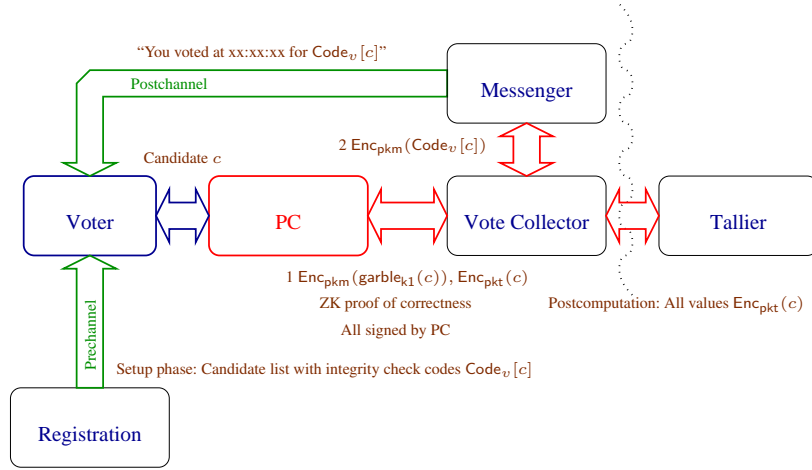 “You voted at xx:xx:xx for Code_v[c]”
Postchannel
Messenger
2 Enc_pkm(Code_v[c])
Candidate c
Voter
PC
Vote Collector
Tallier
1 Enc_pkm(garble_k1(c)), Enc_pkt(c)
ZK proof of correctness
All signed by PC
Postcomputation: All values Enc_pkt(c)
Prechannel
Setup phase: Candidate list with integrity check codes Code_v[c]
Registration